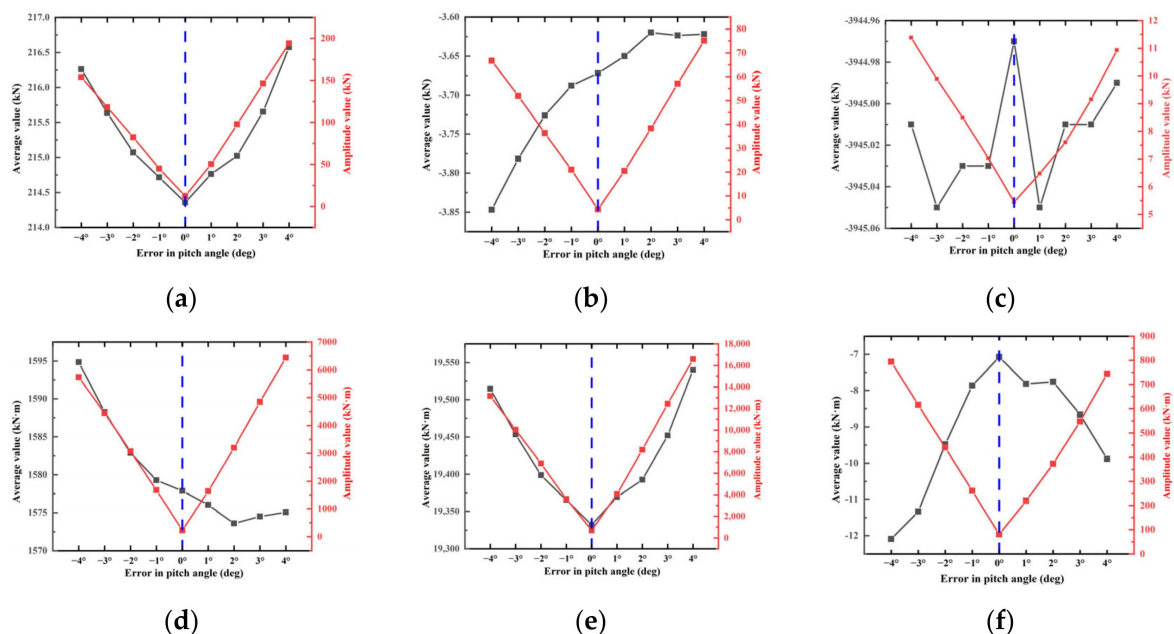 217.0
216.5
216.0
215.5
215.0
214.5
214.0
Average value (kN)
200
150
100
50
0
Amplitude value (kN)
−4° −3° −2° −1° 0° 1° 2° 3° 4°
Error in pitch angle (deg)
(a)
-3.60
-3.65
-3.70
-3.75
-3.80
-3.85
Average value (kN)
80
70
60
50
40
30
20
10
0
Amplitude value (kN)
−4° −3° −2° −1° 0° 1° 2° 3° 4°
Error in pitch angle (deg)
(b)
-3944.96
-3944.98
-3945.00
-3945.02
-3945.04
-3945.06
Average value (kN)
12
11
10
9
8
7
6
5
Amplitude value (kN)
−4° −3° −2° −1° 0° 1° 2° 3° 4°
Error in pitch angle (deg)
(c)
1595
1590
1585
1580
1575
1570
Average value (kN·m)
7000
6000
5000
4000
3000
2000
1000
0
Amplitude value (kN·m)
−4° −3° −2° −1° 0° 1° 2° 3° 4°
Error in pitch angle (deg)
(d)
19,550
19,500
19,450
19,400
19,350
19,300
Average value (kN·m)
18,000
16,000
14,000
12,000
10,000
8,000
6,000
4,000
2,000
0
Amplitude value (kN·m)
−4° −3° −2° −1° 0° 1° 2° 3° 4°
Error in pitch angle (deg)
(e)
-7
-8
-9
-10
-11
-12
Average value (kN·m)
900
800
700
600
500
400
300
200
100
0
Amplitude value (kN·m)
−4° −3° −2° −1° 0° 1° 2° 3° 4°
Error in pitch angle (deg)
(f)